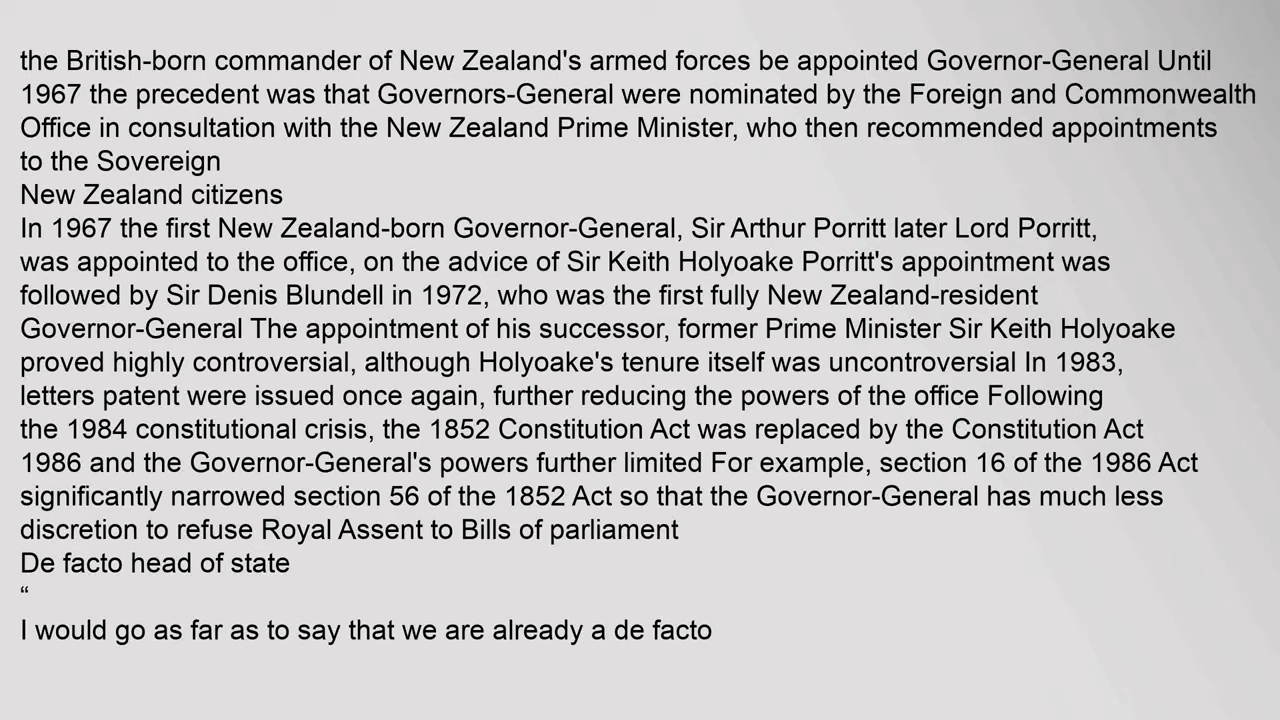 the British-born commander of New Zealand's armed forces be appointed Governor-General Until
1967 the precedent was that Governors-General were nominated by the Foreign and Commonwealth
Office in consultation with the New Zealand Prime Minister, who then recommended appointments
to the Sovereign
New Zealand citizens
In 1967 the first New Zealand-born Governor-General, Sir Arthur Porritt later Lord Porritt,
was appointed to the office, on the advice of Sir Keith Holyoake Porritt's appointment was
followed by Sir Denis Blundell in 1972, who was the first fully New Zealand-resident
Governor-General The appointment of his successor, former Prime Minister Sir Keith Holyoake
proved highly controversial, although Holyoake's tenure itself was uncontroversial In 1983,
letters patent were issued once again, further reducing the powers of the office Following
the 1984 constitutional crisis, the 1852 Constitution Act was replaced by the Constitution Act
1986 and the Governor-General's powers further limited For example, section 16 of the 1986 Act
significantly narrowed section 56 of the 1852 Act so that the Governor-General has much less
discretion to refuse Royal Assent to Bills of parliament
De facto head of state
“
I would go as far as to say that we are already a de facto